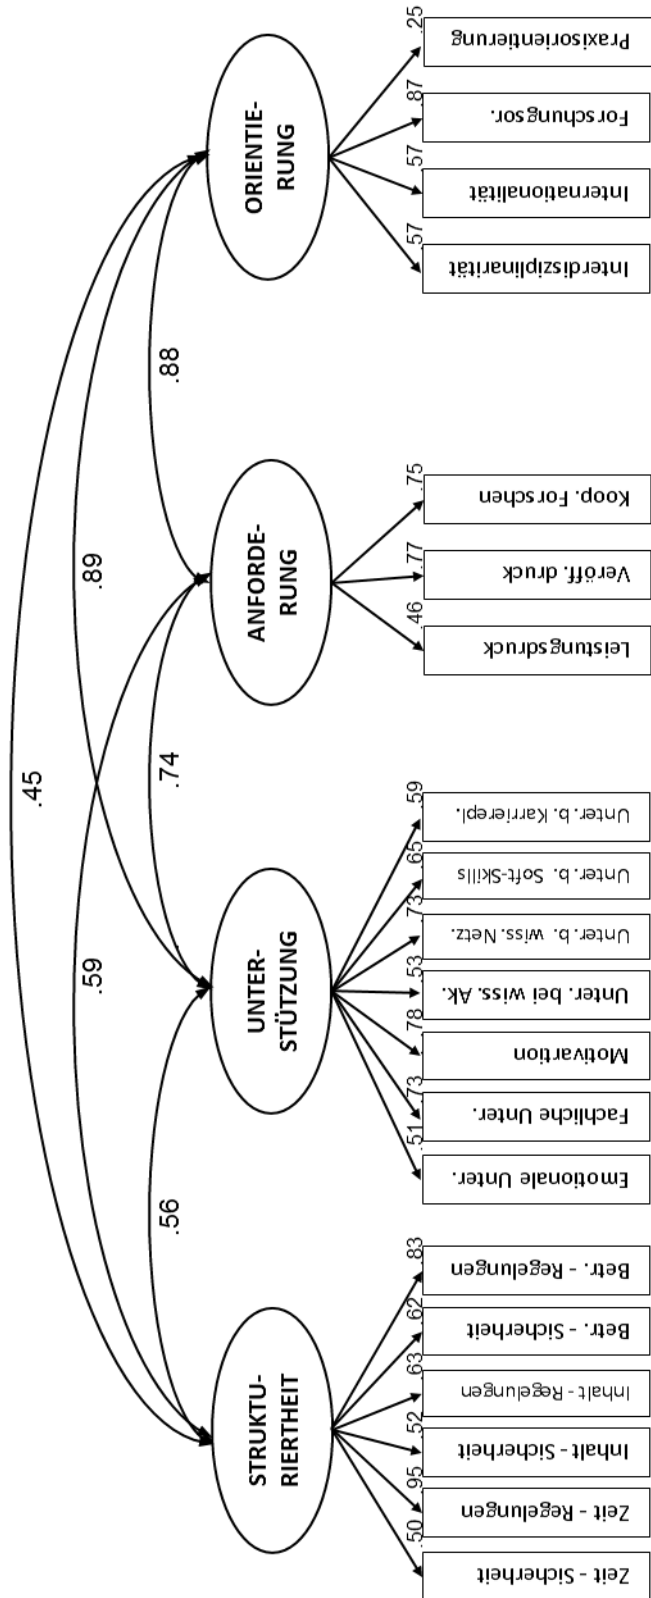 .45
.89
.59
.56
.74
.88
STRUKTU-
RIERTHEIT
UNTER-
STÜTZUNG
ANFORDE-
RUNG
ORIENTIE-
RUNG
.50
.95
.52
.63
.62
.83
.51
.73
.78
.53
.73
.65
.59
.46
.77
.75
.57
.57
.87
.25
Zeit - Sicherheit
Zeit - Regelungen
Inhalt - Sicherheit
Inhalt - Regelungen
Betr. - Sicherheit
Betr. - Regelungen
Emotionale Unter.
Fachliche Unter.
Motivartion
Unter. bei wiss. Ak.
Unter. b. wiss. Netz.
Unter. b. Soft-Skills
Unter. b. Karrierepl.
Leistungsdruck
Veröff. druck
Koop. Forschen
Interdisziplinarität
Internationalität
Forschungsor.
Praxisorientierung